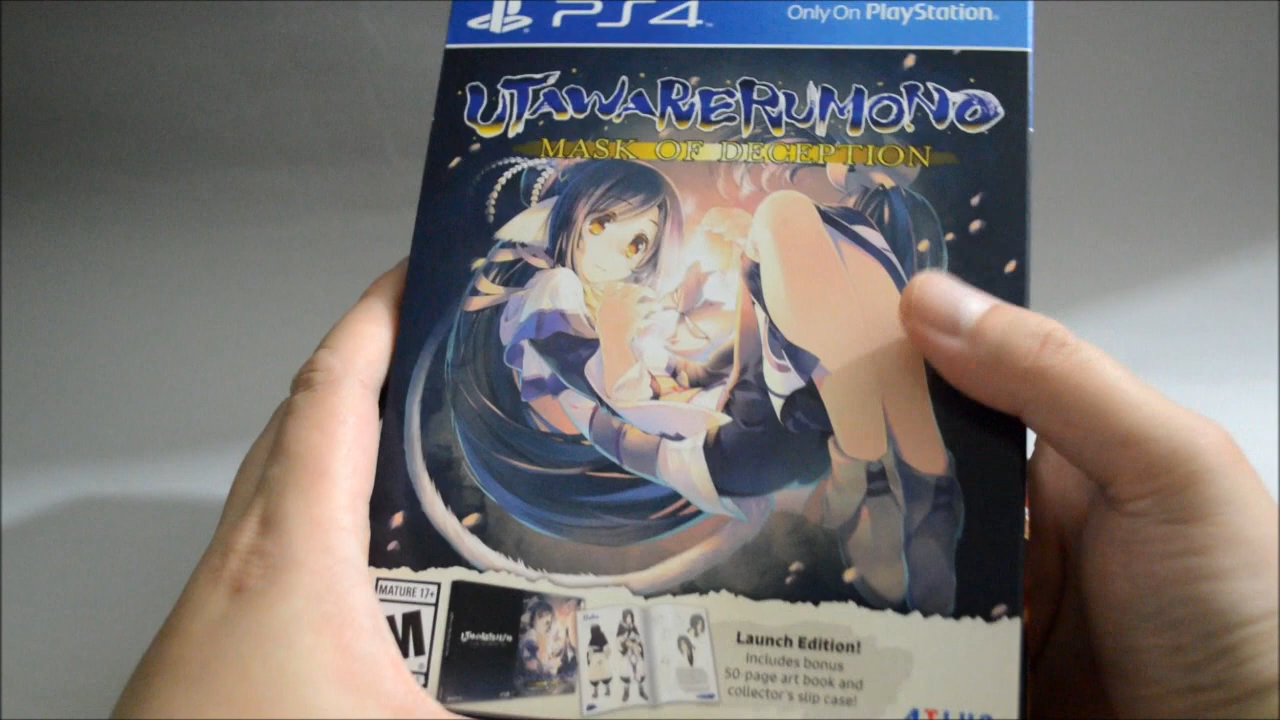 PS4
Only On PlayStation
UTAWARERUMONO
MASK OF DECEPTION
MATURE 17+
M
Launch Edition!
Includes bonus
50-page art book and
collector's slip case!
ATLUS